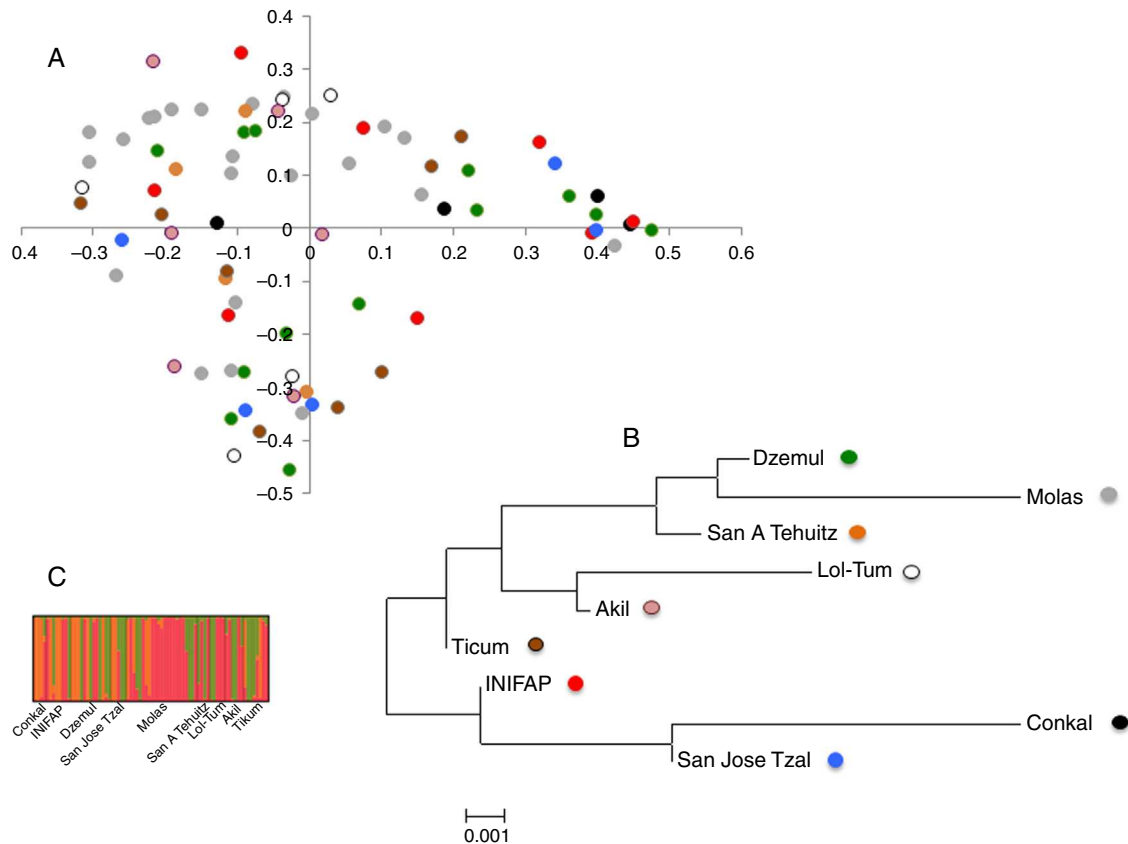 A
0.4
0.3
0.2
0.1
0
0.4
–0.3
–0.2
–0.1
0
0.1
0.2
0.3
0.4
0.5
0.6
–0.1
–0.2
–0.3
–0.4
–0.5
B
Dzemul
Molas
San A Tehuitz
Lol-Tum
Akil
Ticum
INIFAP
Conkal
San Jose Tzal
0.001
C
Conkal
INIFAP
Dzemul
San Jose Tzal
Molas
San A Tehuitz
Lol-Tum
Akil
Tikum